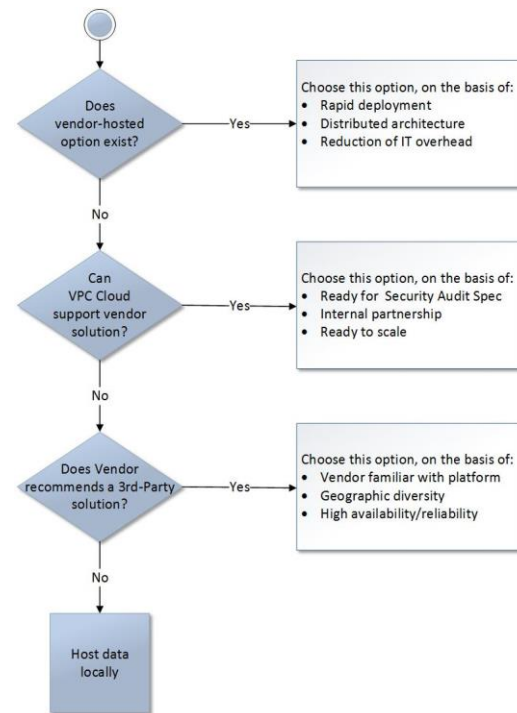 Does
vendor-hosted
option exist?
Yes
Choose this option, on the basis of:
• Rapid deployment
• Distributed architecture
• Reduction of IT overhead
No
Can
VPC Cloud
support vendor
solution?
Yes
Choose this option, on the basis of:
• Ready for Security Audit Spec
• Internal partnership
• Ready to scale
No
Does Vendor
recommends a 3rd-Party
solution?
Yes
Choose this option, on the basis of:
• Vendor familiar with platform
• Geographic diversity
• High availability/reliability
No
Host data
locally